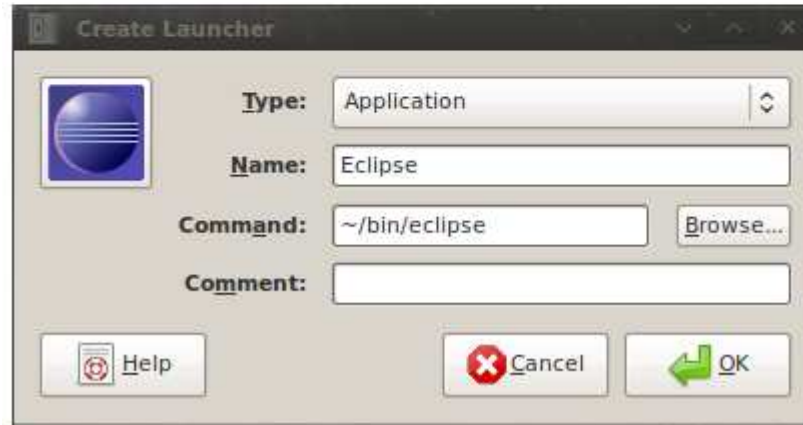 Create Launcher
Type: Application
Name: Eclipse
Command: ~/bin/eclipse Browse...
Comment:
Help Cancel OK